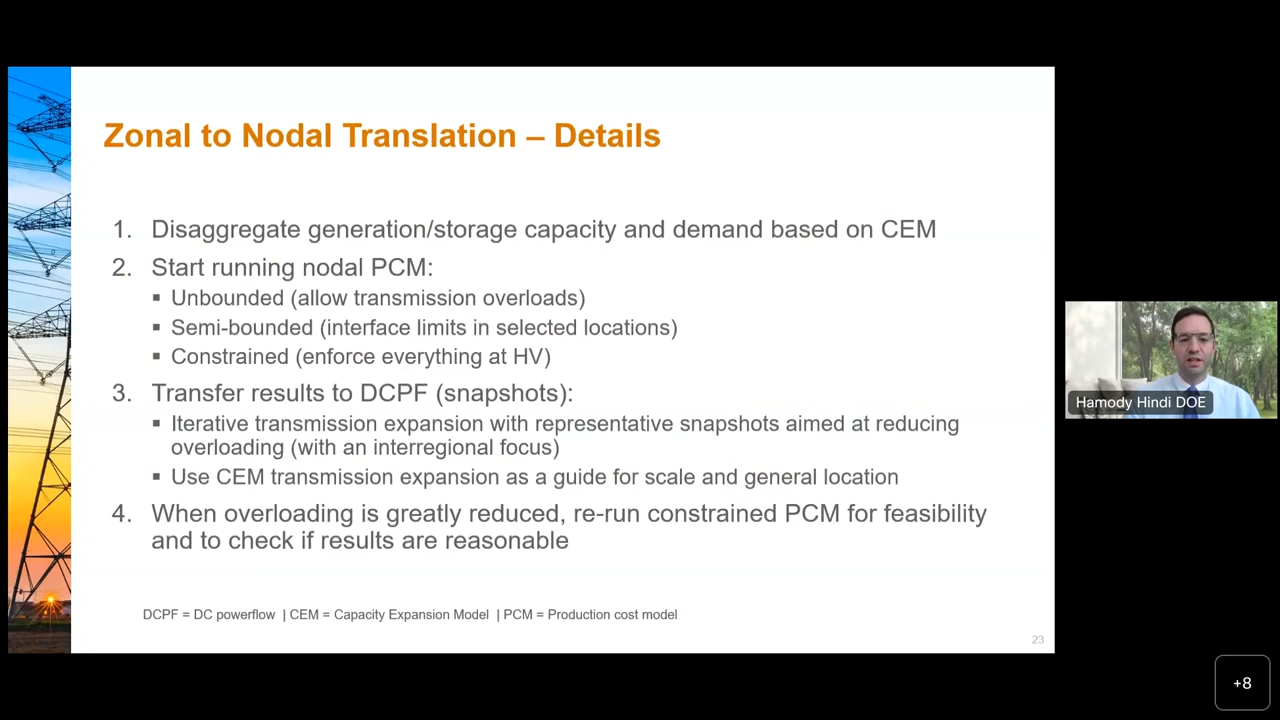 Zonal to Nodal Translation – Details
1. Disaggregate generation/storage capacity and demand based on CEM
2. Start running nodal PCM:
▪ Unbounded (allow transmission overloads)
▪ Semi-bounded (interface limits in selected locations)
▪ Constrained (enforce everything at HV)
3. Transfer results to DCPF (snapshots):
▪ Iterative transmission expansion with representative snapshots aimed at reducing
overloading (with an interregional focus)
▪ Use CEM transmission expansion as a guide for scale and general location
4. When overloading is greatly reduced, re-run constrained PCM for feasibility
and to check if results are reasonable
DCPF = DC powerflow | CEM = Capacity Expansion Model | PCM = Production cost model
23
Hamody Hindi DOE
+8